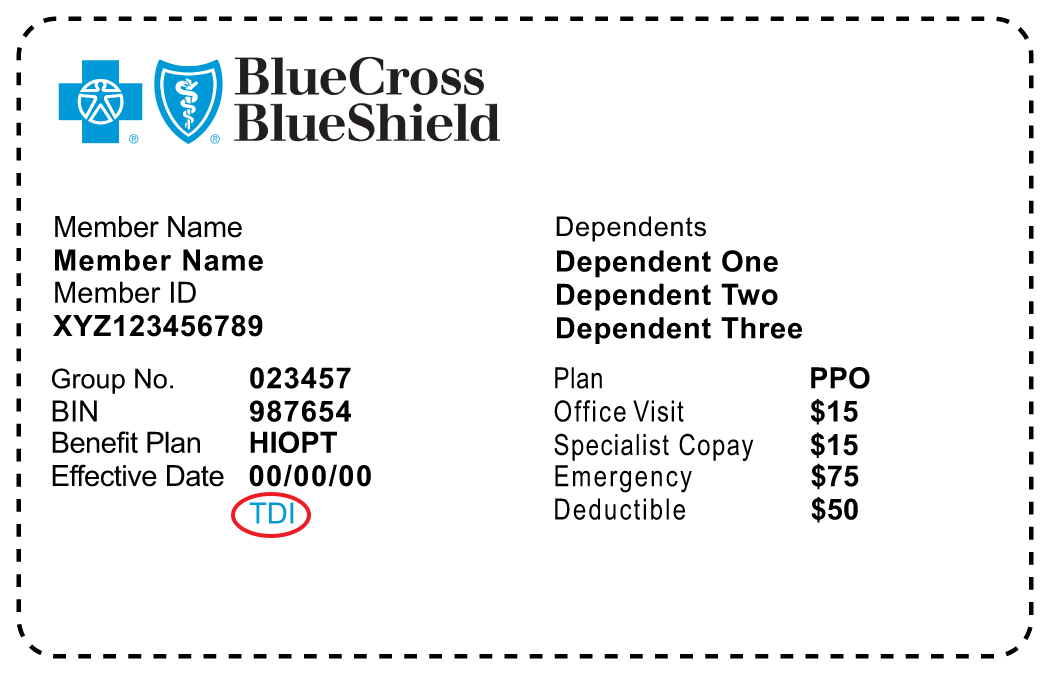 BlueCross
BlueShield
®
®
Member Name
Member Name
Member ID
XYZ123456789
Dependents
Dependent One
Dependent Two
Dependent Three
Group No. 023457
BIN 987654
Benefit Plan HIOPT
Effective Date 00/00/00
TDI
Plan PPO
Office Visit $15
Specialist Copay $15
Emergency $75
Deductible $50